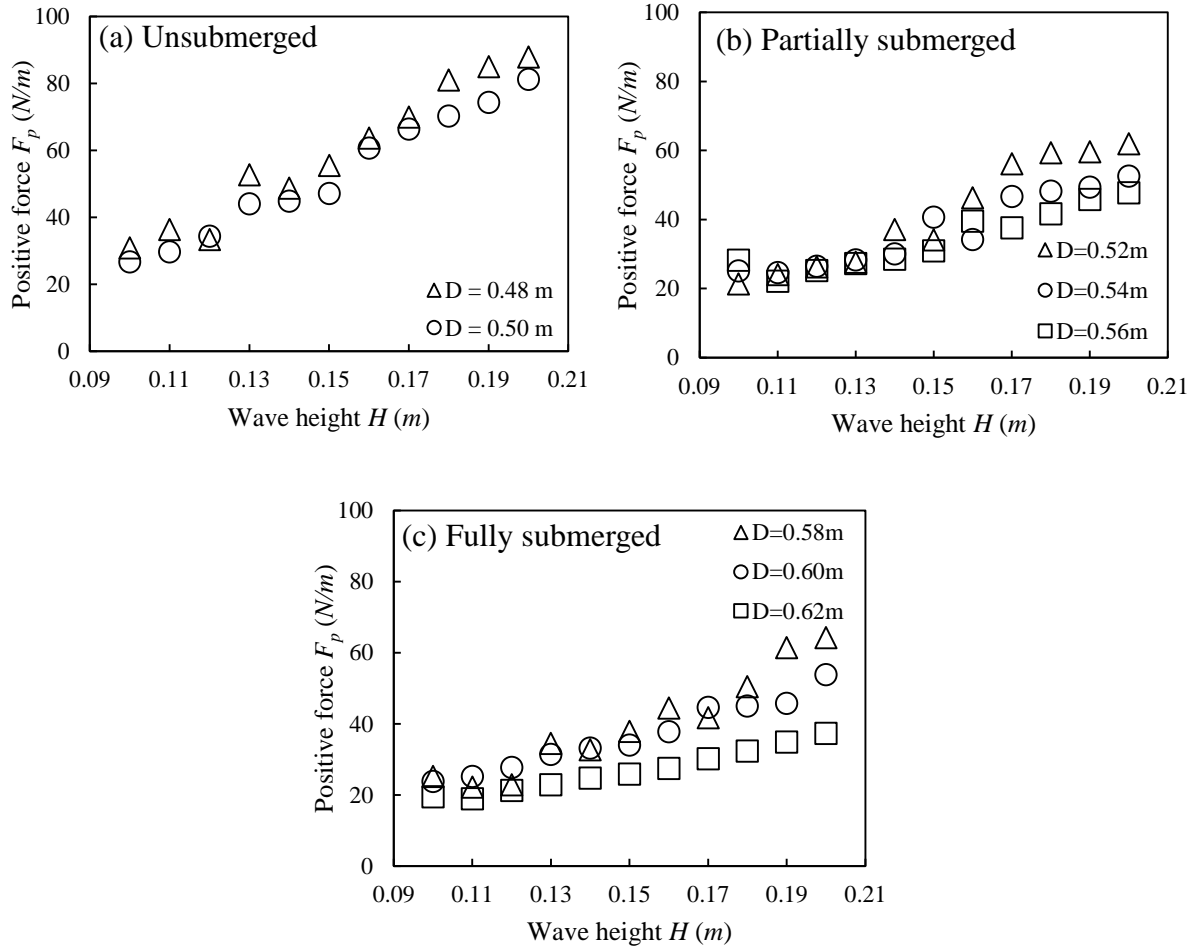 (a) Unsubmerged
Positive force F_p (N/m)
100
80
60
40
20
0
D = 0.48 m
D = 0.50 m
0.09 0.11 0.13 0.15 0.17 0.19 0.21
Wave height H (m)
(b) Partially submerged
Positive force F_p (N/m)
100
80
60
40
20
0
D=0.52m
D=0.54m
D=0.56m
0.09 0.11 0.13 0.15 0.17 0.19 0.21
Wave height H (m)
(c) Fully submerged
Positive force F_p (N/m)
100
80
60
40
20
0
D=0.58m
D=0.60m
D=0.62m
0.09 0.11 0.13 0.15 0.17 0.19 0.21
Wave height H (m)